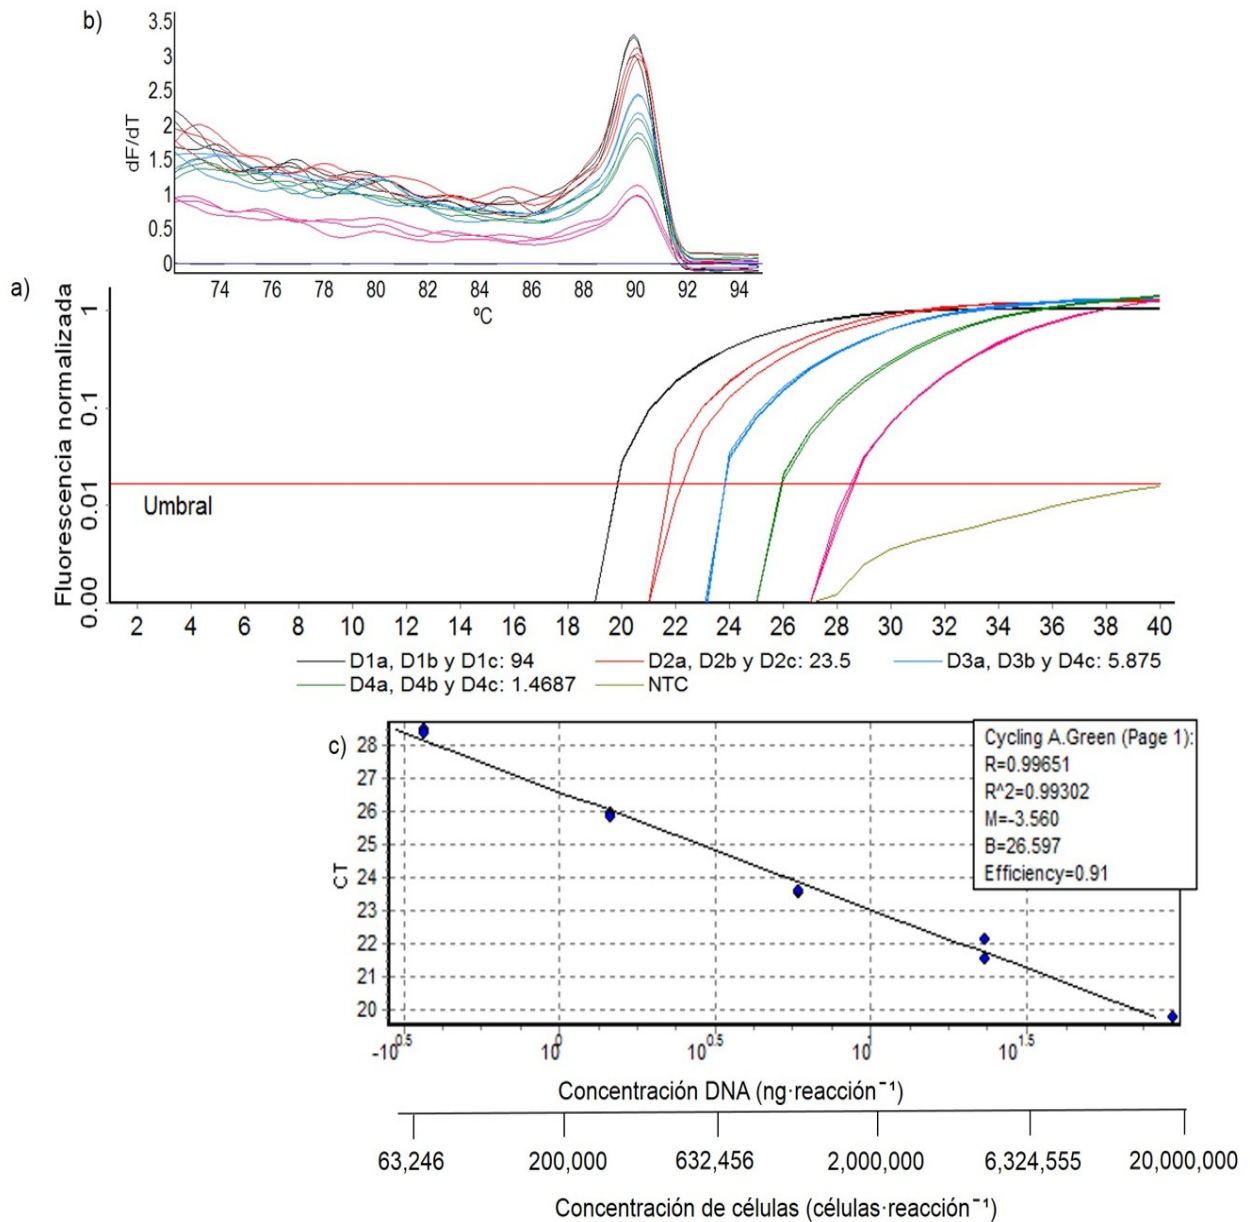 b)
3.5
3
2.5
2
1.5
1
0.5
0
dF/dT
74 76 78 80 82 84 86 88 90 92 94
ºC
a)
Fluorescencia normalizada
1
0.1
0.01
0.00
Umbral
2 4 6 8 10 12 14 16 18 20 22 24 26 28 30 32 34 36 38 40
D1a, D1b y D1c: 94 D2a, D2b y D2c: 23.5 D3a, D3b y D4c: 5.875
D4a, D4b y D4c: 1.4687 NTC
c)
Cycling A.Green (Page 1):
R=0.99651
R^2=0.99302
M=-3.560
B=26.597
Efficiency=0.91
28
27
26
25
24
23
22
21
20
CT
-10^0.5 10^0 10^0.5 10^1 10^1.5
Concentración DNA (ng·reacción⁻¹)
63,246 200,000 632,456 2,000,000 6,324,555 20,000,000
Concentración de células (células·reacción⁻¹)